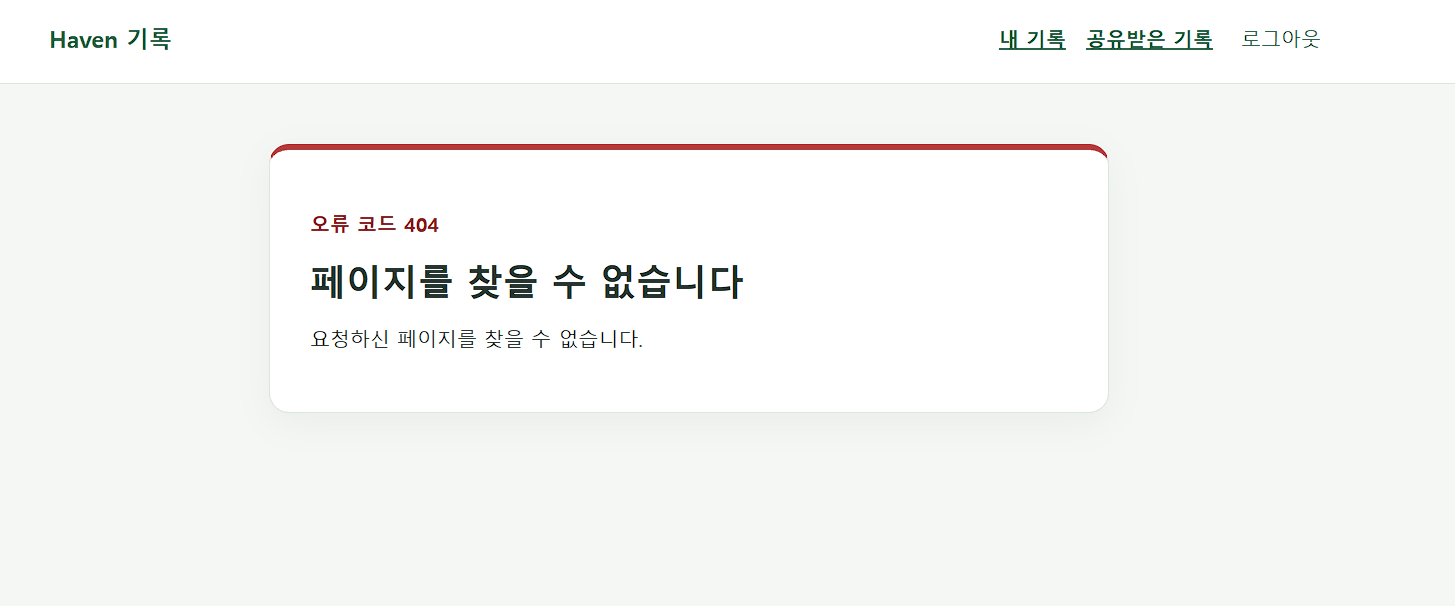 Haven 기록
내 기록 공유받은 기록 로그아웃
오류 코드 404
페이지를 찾을 수 없습니다
요청하신 페이지를 찾을 수 없습니다.